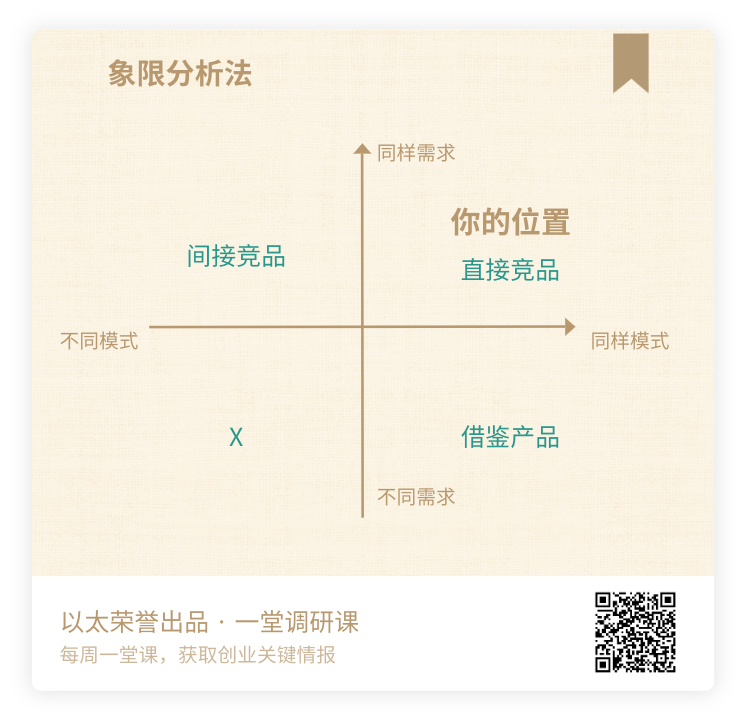 象限分析法
同样需求
你的位置
间接竞品
直接竞品
不同模式
同样模式
X
借鉴产品
不同需求
以太荣誉出品 · 一堂调研课
每周一堂课，获取创业关键情报